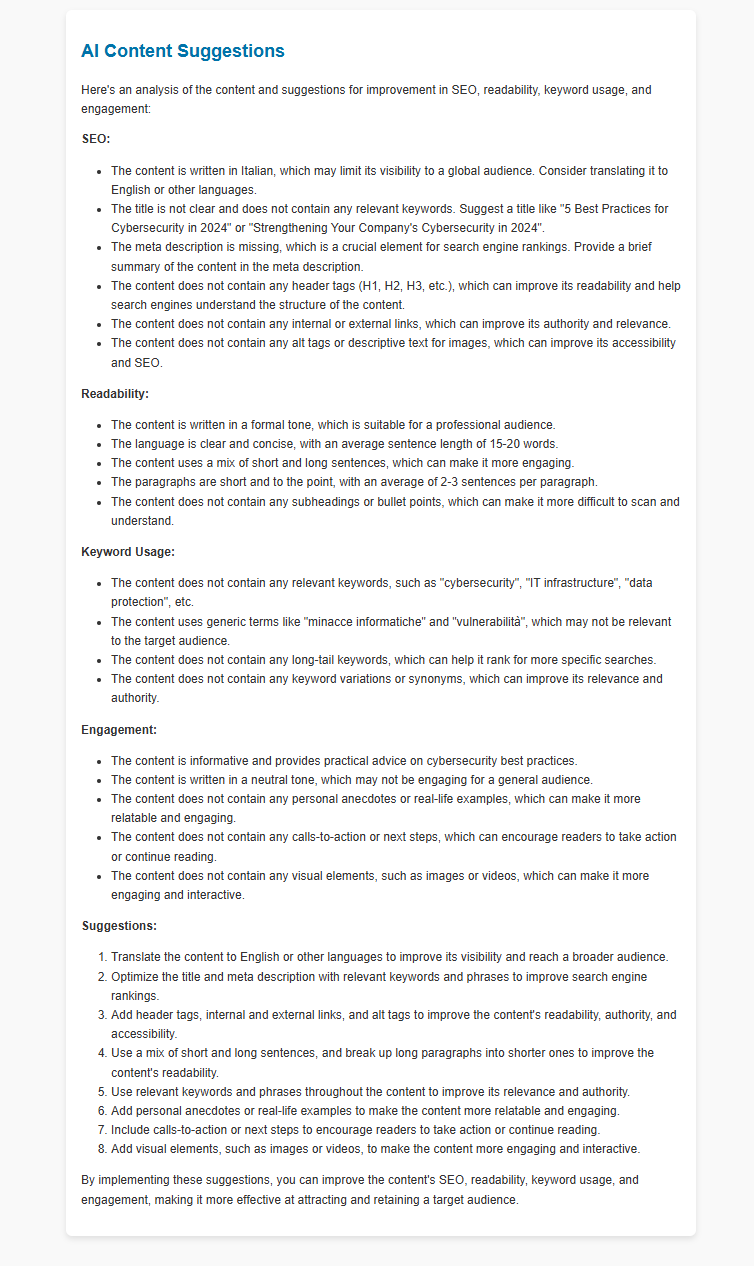 AI Content Suggestions
Here's an analysis of the content and suggestions for improvement in SEO, readability, keyword usage, and
engagement:
SEO:
• The content is written in Italian, which may limit its visibility to a global audience. Consider translating it to
English or other languages.
• The title is not clear and does not contain any relevant keywords. Suggest a title like "5 Best Practices for
Cybersecurity in 2024" or "Strengthening Your Company's Cybersecurity in 2024".
• The meta description is missing, which is a crucial element for search engine rankings. Provide a brief
summary of the content in the meta description.
• The content does not contain any header tags (H1, H2, H3, etc.), which can improve its readability and help
search engines understand the structure of the content.
• The content does not contain any internal or external links, which can improve its authority and relevance.
• The content does not contain any alt tags or descriptive text for images, which can improve its accessibility
and SEO.
Readability:
• The content is written in a formal tone, which is suitable for a professional audience.
• The language is clear and concise, with an average sentence length of 15-20 words.
• The content uses a mix of short and long sentences, which can make it more engaging.
• The paragraphs are short and to the point, with an average of 2-3 sentences per paragraph.
• The content does not contain any subheadings or bullet points, which can make it more difficult to scan and
understand.
Keyword Usage:
• The content does not contain any relevant keywords, such as "cybersecurity", "IT infrastructure", "data
protection", etc.
• The content uses generic terms like "minacce informatiche" and "vulnerabilità", which may not be relevant
to the target audience.
• The content does not contain any long-tail keywords, which can help it rank for more specific searches.
• The content does not contain any keyword variations or synonyms, which can improve its relevance and
authority.
Engagement:
• The content is informative and provides practical advice on cybersecurity best practices.
• The content is written in a neutral tone, which may not be engaging for a general audience.
• The content does not contain any personal anecdotes or real-life examples, which can make it more
relatable and engaging.
• The content does not contain any calls-to-action or next steps, which can encourage readers to take action
or continue reading.
• The content does not contain any visual elements, such as images or videos, which can make it more
engaging and interactive.
Suggestions:
1. Translate the content to English or other languages to improve its visibility and reach a broader audience.
2. Optimize the title and meta description with relevant keywords and phrases to improve search engine
rankings.
3. Add header tags, internal and external links, and alt tags to improve the content's readability, authority, and
accessibility.
4. Use a mix of short and long sentences, and break up long paragraphs into shorter ones to improve the
content's readability.
5. Use relevant keywords and phrases throughout the content to improve its relevance and authority.
6. Add personal anecdotes or real-life examples to make the content more relatable and engaging.
7. Include calls-to-action or next steps to encourage readers to take action or continue reading.
8. Add visual elements, such as images or videos, to make the content more engaging and interactive.
By implementing these suggestions, you can improve the content's SEO, readability, keyword usage, and
engagement, making it more effective at attracting and retaining a target audience.